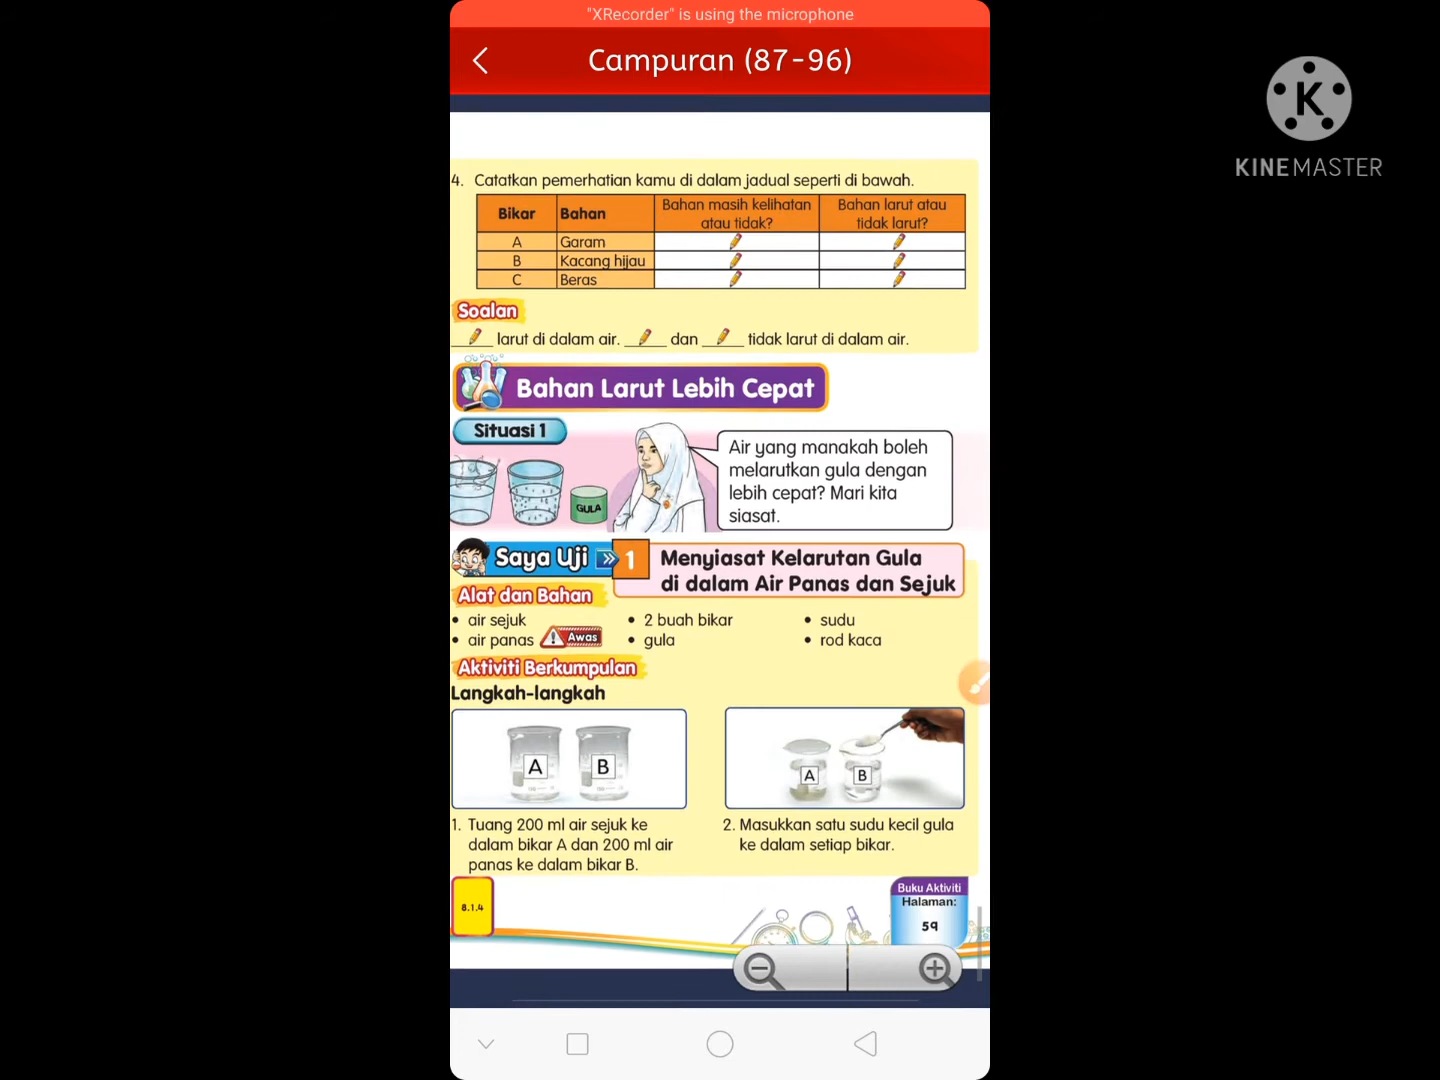 "XRecorder" is using the microphone
Campuran (87-96)
KINEMASTER
4. Catatkan pemerhatian kamu di dalam jadual seperti di bawah.
Bikar Bahan Bahan masih kelihatan atau tidak? Bahan larut atau tidak larut?
A Garam
B Kacang hijau
C Beras
Soalan
____ larut di dalam air. ____ dan ____ tidak larut di dalam air.
Bahan Larut Lebih Cepat
Situasi 1
Air yang manakah boleh
melarutkan gula dengan
lebih cepat? Mari kita
siasat.
GULA
Saya Uji 1 Menyiasat Kelarutan Gula
di dalam Air Panas dan Sejuk
Alat dan Bahan
• air sejuk • 2 buah bikar • sudu
• air panas Awas • gula • rod kaca
Aktiviti Berkumpulan
Langkah-langkah
A B
A B
1. Tuang 200 ml air sejuk ke
dalam bikar A dan 200 ml air
panas ke dalam bikar B.
2. Masukkan satu sudu kecil gula
ke dalam setiap bikar.
8.1.4
Buku Aktiviti
Halaman:
59